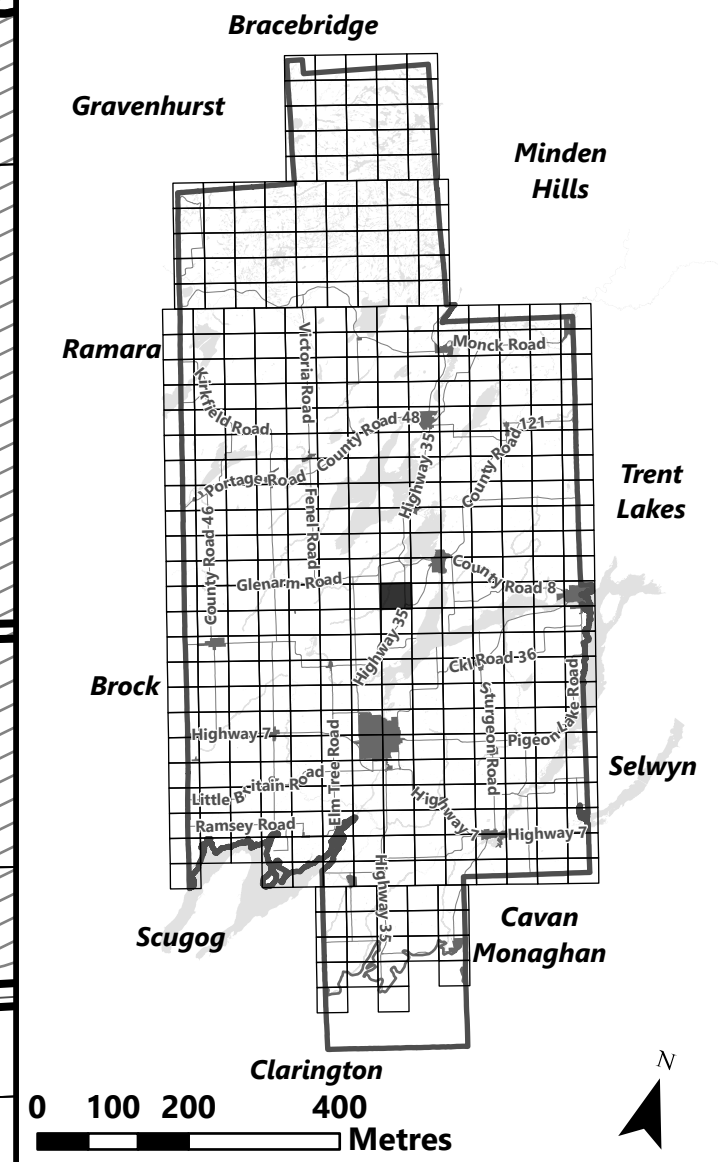 Bracebridge
Gravenhurst
Minden
Hills
Ramara
Monck Road
Victoria Road
Kirkfield Road
County Road 48
County Road 121
Highway 35
Portage Road
Trent
Lakes
Fenel Road
County Road 46
Glenarm Road
County Road 8
Highway 35
Ckl Road 36
Brock
Sturgeon Road
Pigeon Lake Road
Highway 7
Elm Tree Road
Selwyn
Little Britain Road
Highway 7
Ramsey Road
Highway 7
Highway 35
Scugog
Cavan
Monaghan
Clarington
N
0 100 200 400
Metres